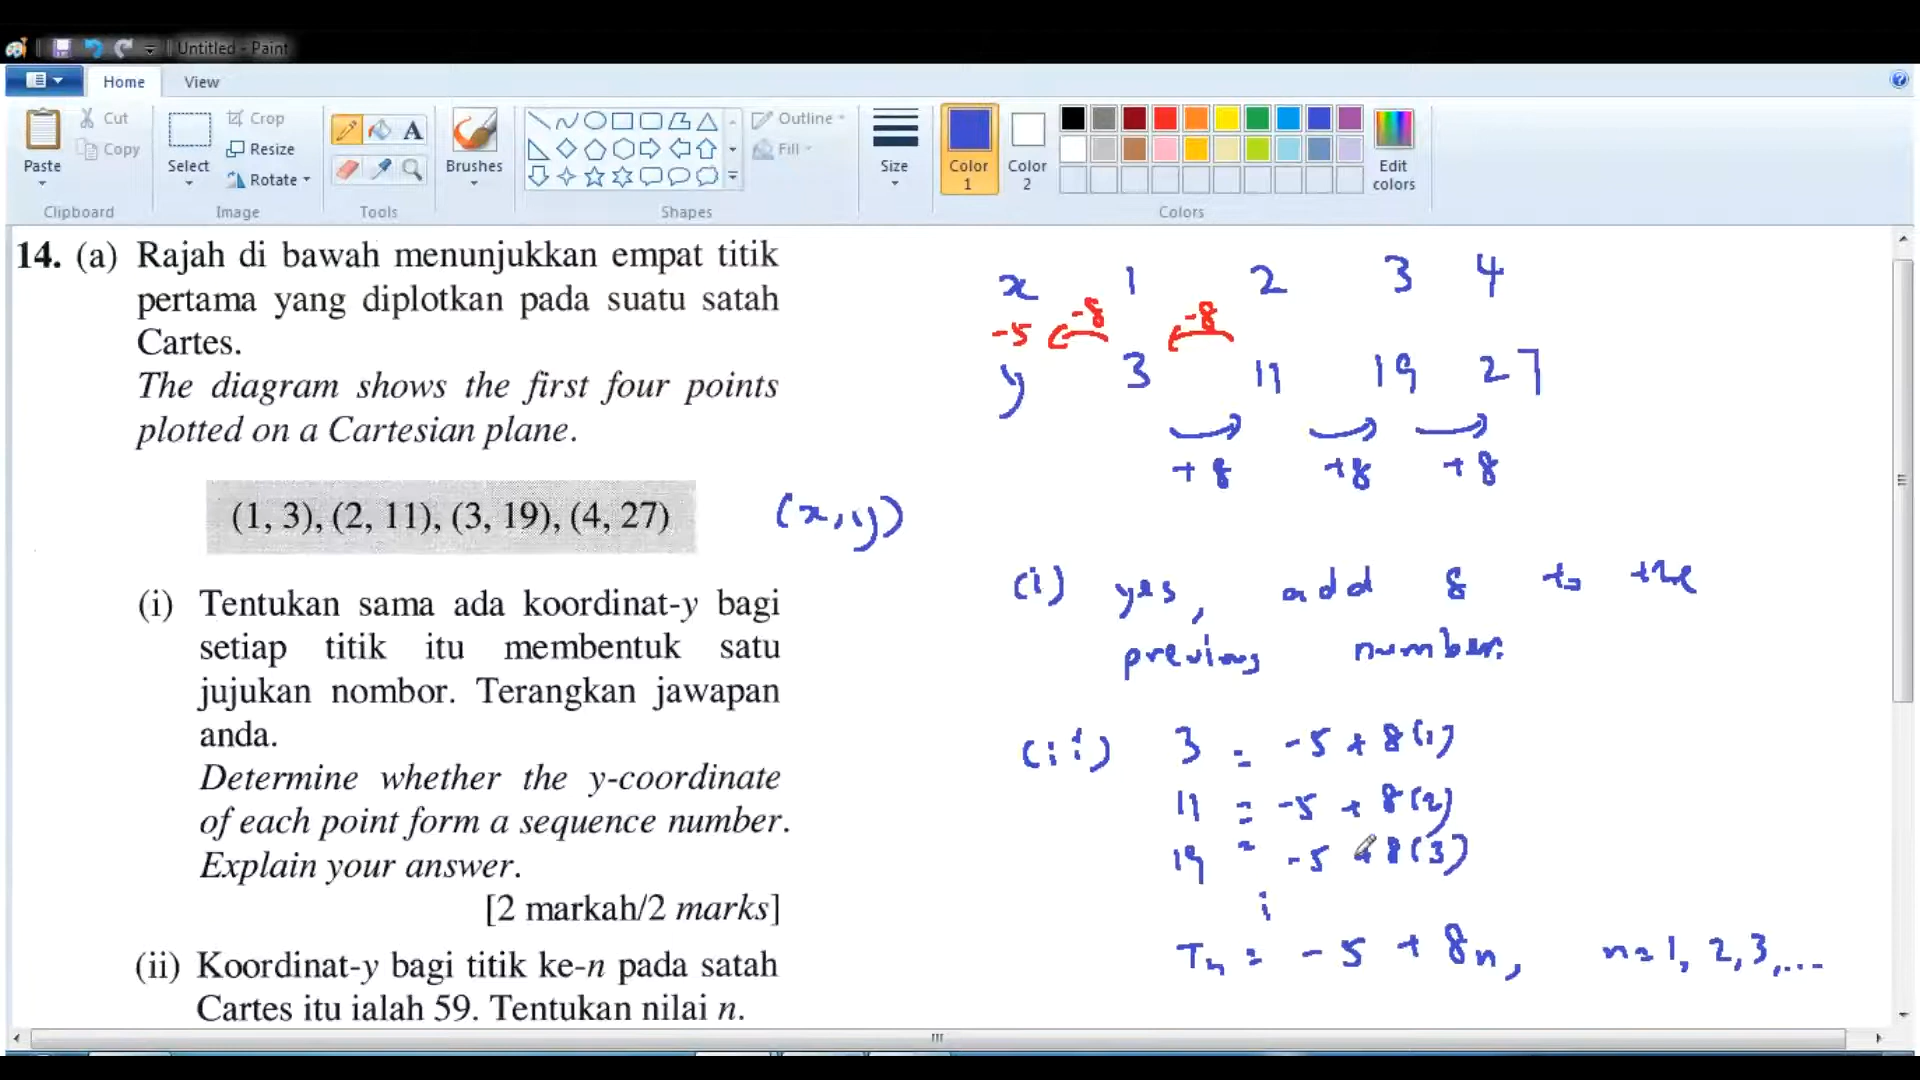 Untitled - Paint
Home View
Paste
Cut
Copy
Clipboard
Select
Crop
Resize
Rotate
Image
A
Tools
Brushes
Outline
Fill
Shapes
Size
Color 1
Color 2
Edit colors
Colors
14. (a) Rajah di bawah menunjukkan empat titik
pertama yang diplotkan pada suatu satah
Cartes.
The diagram shows the first four points
plotted on a Cartesian plane.
(1, 3), (2, 11), (3, 19), (4, 27)
(i) Tentukan sama ada koordinat-y bagi
setiap titik itu membentuk satu
jujukan nombor. Terangkan jawapan
anda.
Determine whether the y-coordinate
of each point form a sequence number.
Explain your answer.
[2 markah/2 marks]
(ii) Koordinat-y bagi titik ke-n pada satah
Cartes itu ialah 59. Tentukan nilai n.
x 1 2 3 4
-8 -8
-5
y 3 11 19 27
+8 +8 +8
(x, y)
(i) yes, add 8 to the
previous number.
(ii) 3 = -5 + 8(1)
11 = -5 + 8(2)
19 = -5 + 8(3)
Tn = -5 + 8n, n=1, 2, 3, ...